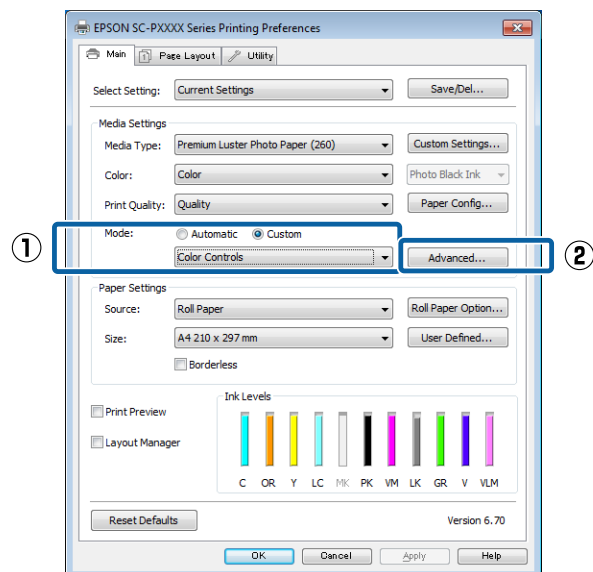 EPSON SC-PXXXX Series Printing Preferences
Main Page Layout Utility
Select Setting: Current Settings Save/Del...
Media Settings
Media Type: Premium Luster Photo Paper (260) Custom Settings...
Color: Color Photo Black Ink
Print Quality: Quality Paper Config...
Mode: Automatic Custom
① Color Controls Advanced... ②
Paper Settings
Source: Roll Paper Roll Paper Option...
Size: A4 210 x 297 mm User Defined...
Borderless
Ink Levels
Print Preview
Layout Manager
C OR Y LC MK PK VM LK GR V VLM
Reset Defaults Version 6.70
OK Cancel Apply Help